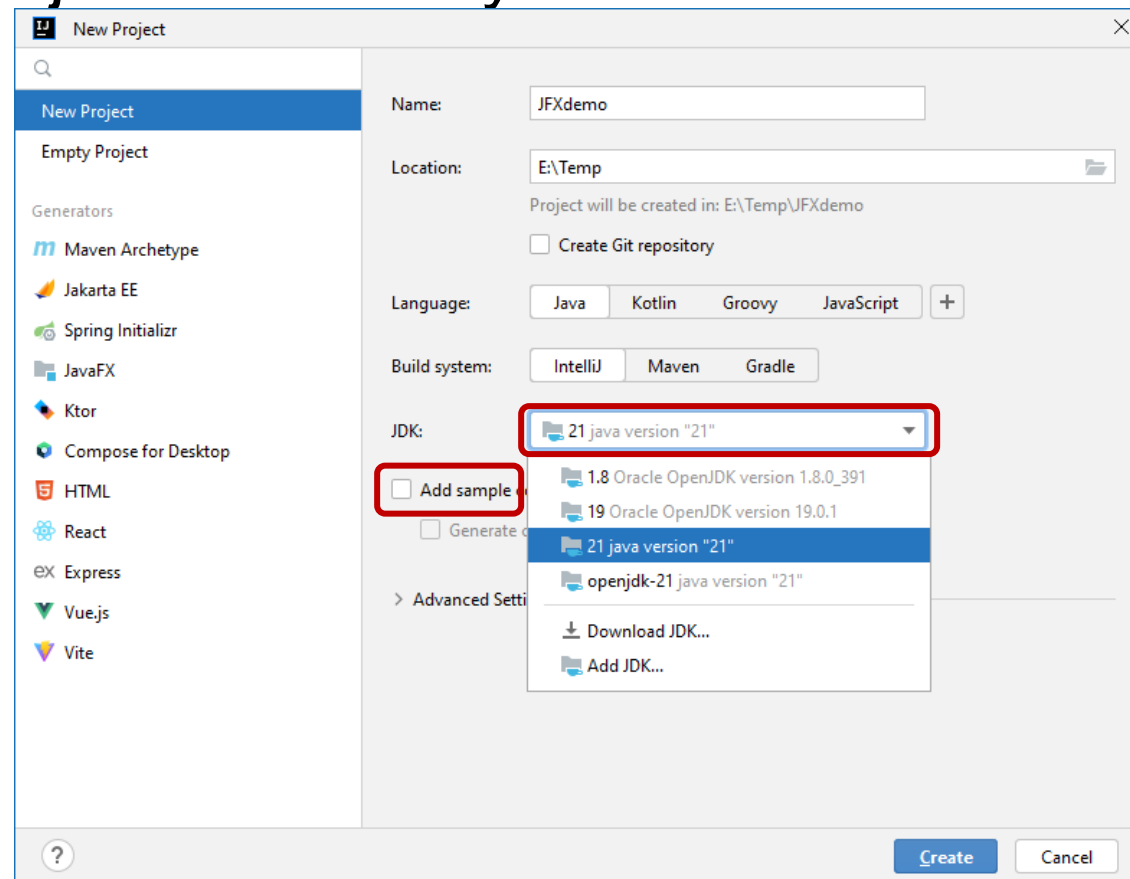 New Project
New Project
Empty Project
Generators
Maven Archetype
Jakarta EE
Spring Initializr
JavaFX
Ktor
Compose for Desktop
HTML
React
EX Express
Vue.js
Vite
Name: JFXdemo
Location: E:\Temp
Project will be created in: E:\Temp\JFXdemo
Create Git repository
Language: Java Kotlin Groovy JavaScript +
Build system: IntelliJ Maven Gradle
JDK: 21 java version "21"
1.8 Oracle OpenJDK version 1.8.0_391
19 Oracle OpenJDK version 19.0.1
21 java version "21"
openjdk-21 java version "21"
Download JDK...
Add JDK...
Add sample
Generate
Advanced Setti
? Create Cancel